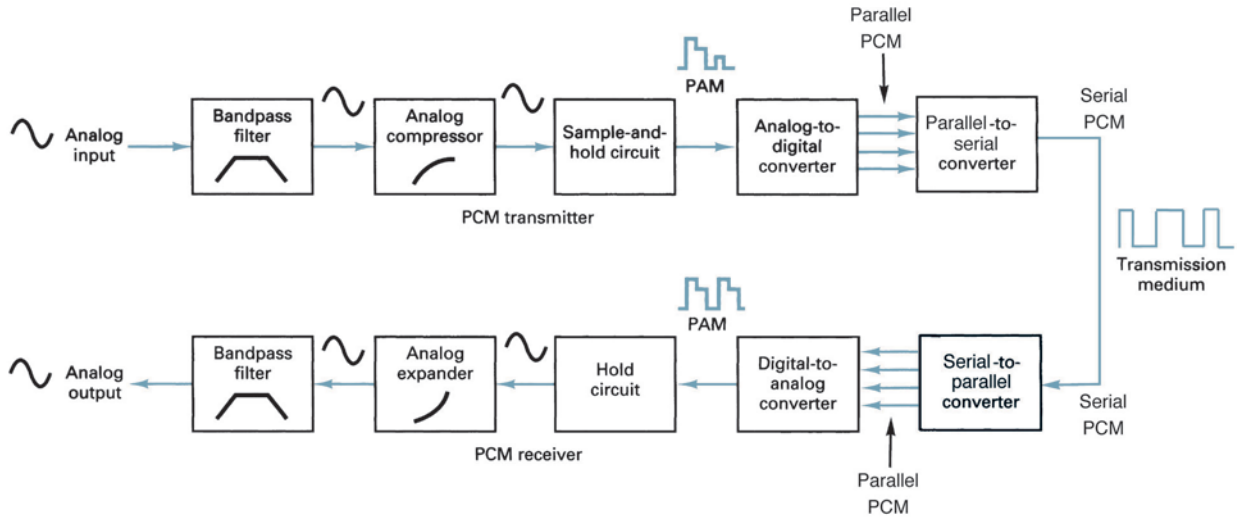 Parallel
PCM
PAM
Serial
PCM
Analog
input
Bandpass
filter
Analog
compressor
Sample-and-
hold circuit
Analog-to-
digital
converter
Parallel-to-
serial
converter
PCM transmitter
Transmission
medium
PAM
Analog
output
Bandpass
filter
Analog
expander
Hold
circuit
Digital-to-
analog
converter
Serial-to-
parallel
converter
Serial
PCM
PCM receiver
Parallel
PCM